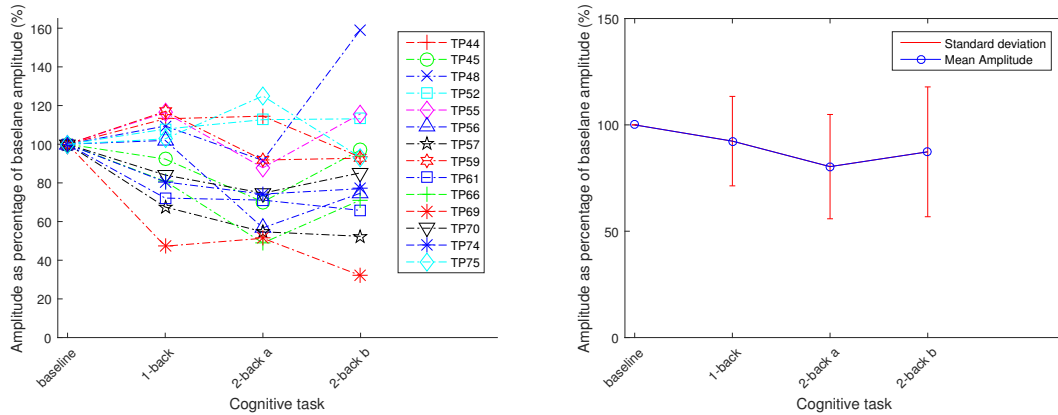 Amplitude as percentage of baselane amplitude (%)
160
140
120
100
80
60
40
20
0
baseline
1-back
2-back a
2-back b
Cognitive task
TP44
TP45
TP48
TP52
TP55
TP56
TP57
TP59
TP61
TP66
TP69
TP70
TP74
TP75
Amplitude as percentage of baselane amplitude (%)
150
100
50
0
baseline
1-back
2-back a
2-back b
Cognitive task
Standard deviation
Mean Amplitude